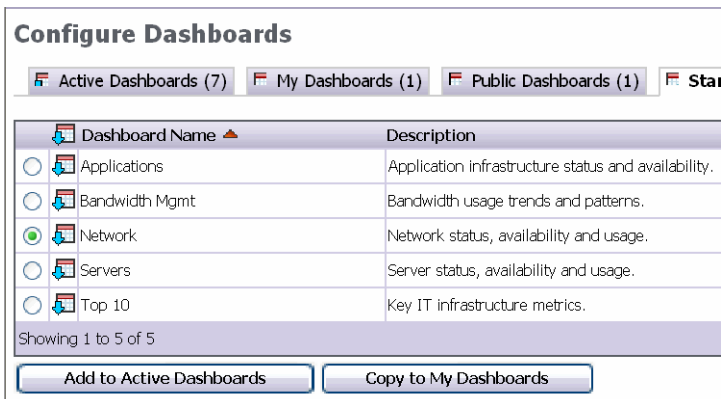 Configure Dashboards
Active Dashboards (7) My Dashboards (1) Public Dashboards (1)
Dashboard Name Description
Applications Application infrastructure status and availability.
Bandwidth Mgmt Bandwidth usage trends and patterns.
Network Network status, availability and usage.
Servers Server status, availability and usage.
Top 10 Key IT infrastructure metrics.
Showing 1 to 5 of 5
Add to Active Dashboards Copy to My Dashboards